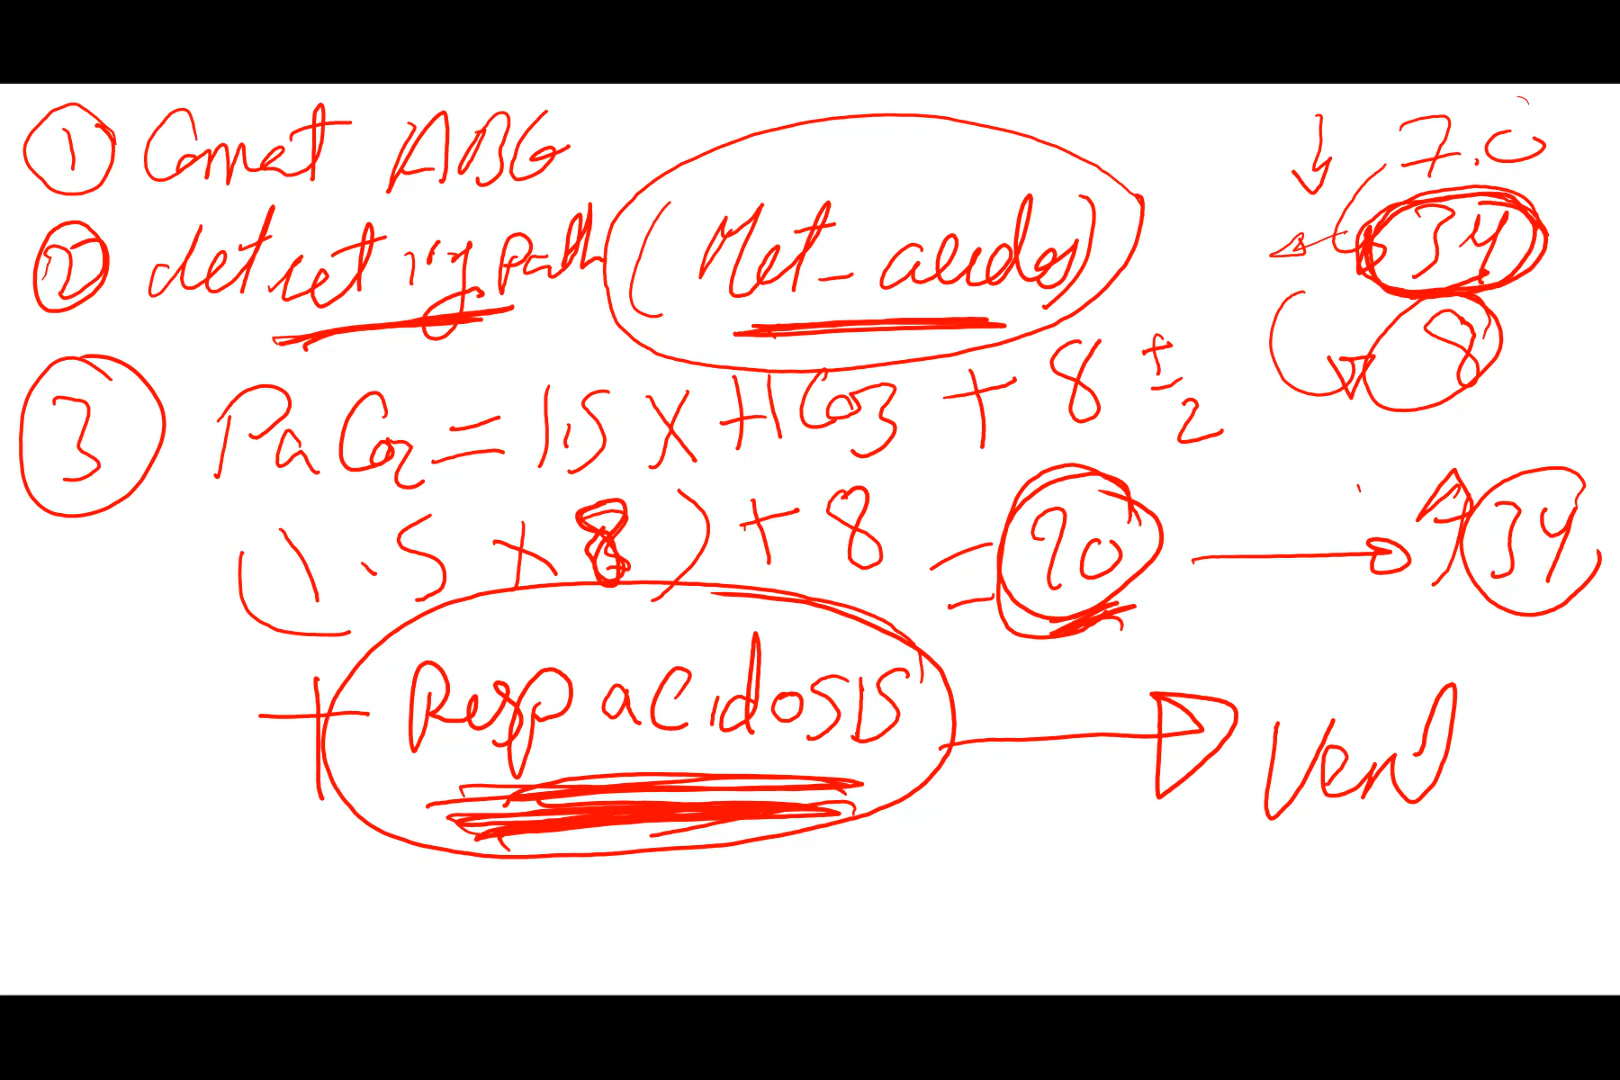 1 Correct ABG
2 detect 1ry path (Met-acidos)
↓ 7.0
34
8
3 PaCO2 = 1.5 x HCO3 + 8 ± 2
(1.5 x 8) + 8 = 20 → 34
+ Resp acidosis → Vent